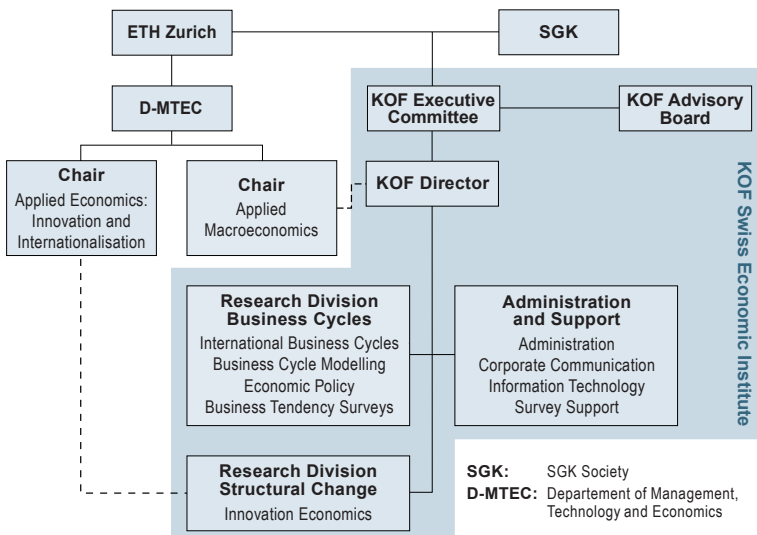 ETH Zurich
SGK
D-MTEC
KOF Executive
Committee
KOF Advisory
Board
Chair
Applied Economics:
Innovation and
Internationalisation
Chair
Applied
Macroeconomics
KOF Director
KOF Swiss Economic Institute
Research Division
Business Cycles
International Business Cycles
Business Cycle Modelling
Economic Policy
Business Tendency Surveys
Administration
and Support
Administration
Corporate Communication
Information Technology
Survey Support
Research Division
Structural Change
Innovation Economics
SGK: SGK Society
D-MTEC: Departement of Management,
Technology and Economics